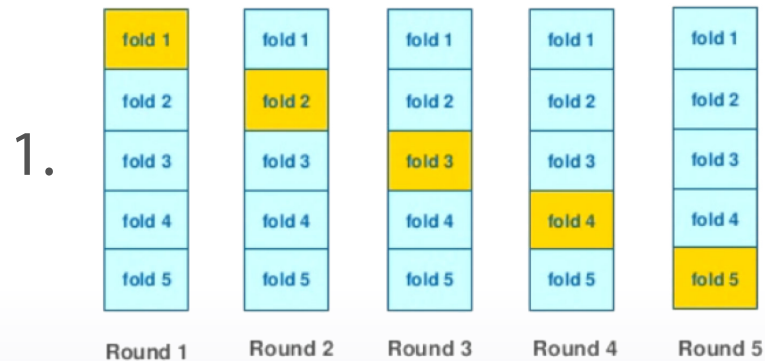 1.
fold 1 fold 1 fold 1 fold 1 fold 1
fold 2 fold 2 fold 2 fold 2 fold 2
fold 3 fold 3 fold 3 fold 3 fold 3
fold 4 fold 4 fold 4 fold 4 fold 4
fold 5 fold 5 fold 5 fold 5 fold 5
Round 1 Round 2 Round 3 Round 4 Round 5